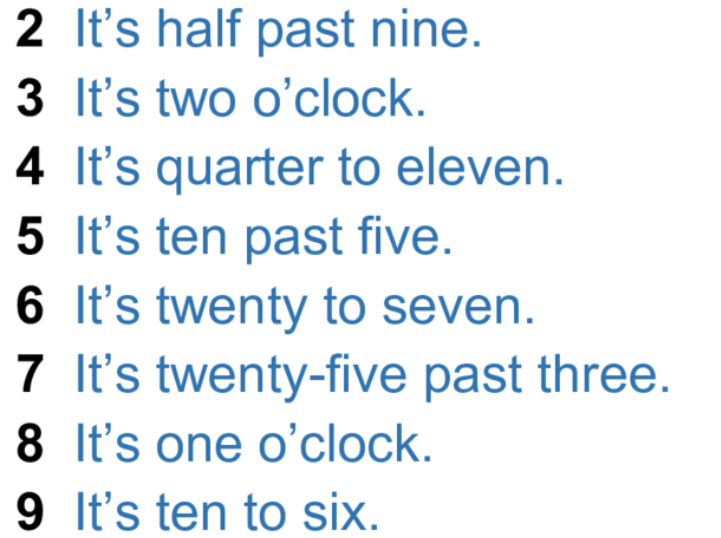 2 It’s half past nine.
3 It’s two o’clock.
4 It’s quarter to eleven.
5 It’s ten past five.
6 It’s twenty to seven.
7 It’s twenty-five past three.
8 It’s one o’clock.
9 It’s ten to six.